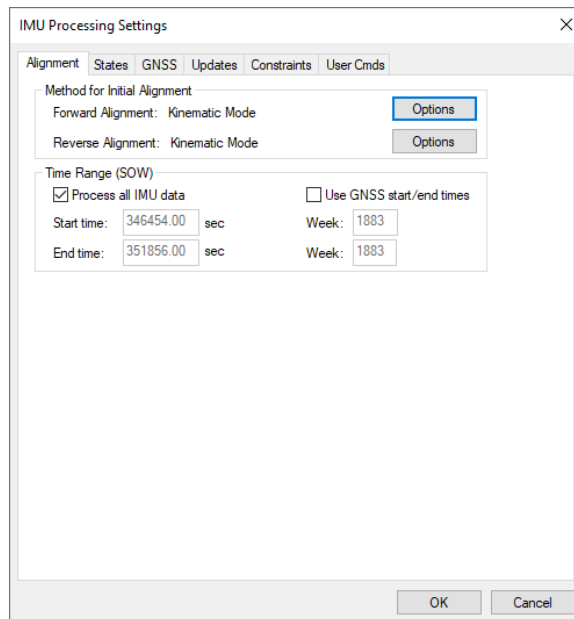 IMU Processing Settings
Alignment States GNSS Updates Constraints User Cmds
Method for Initial Alignment
Forward Alignment: Kinematic Mode Options
Reverse Alignment: Kinematic Mode Options
Time Range (SOW)
Process all IMU data Use GNSS start/end times
Start time: 346454.00 sec Week: 1883
End time: 351856.00 sec Week: 1883
OK Cancel